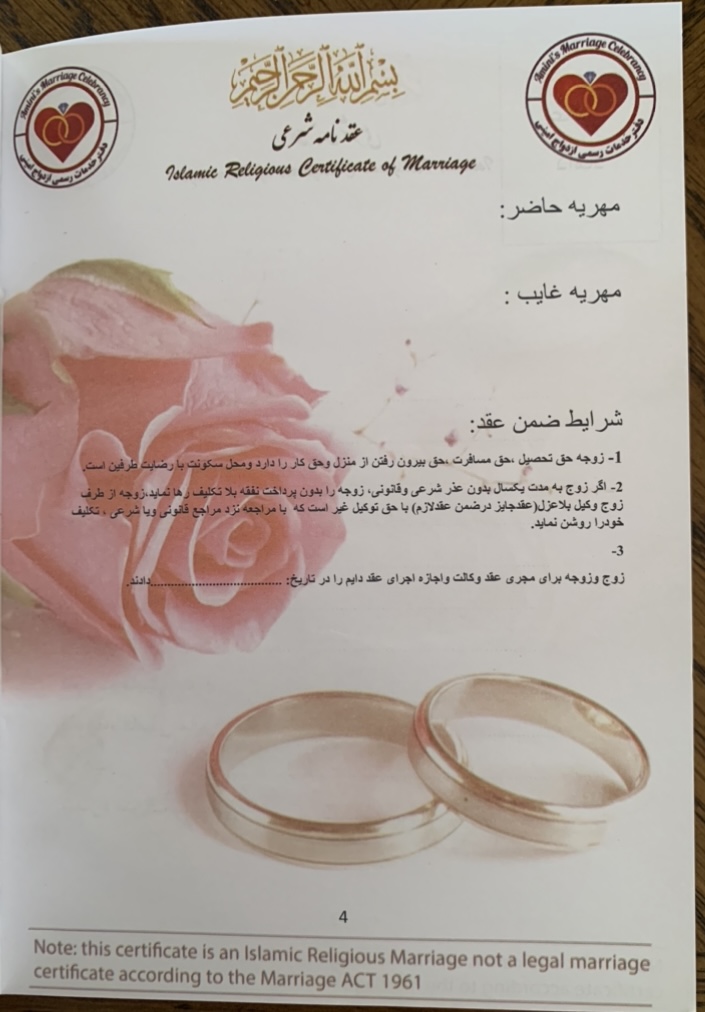 Amini's Marriage Celebrancy
دفتر خدمات رسمی ازدواج امینی
بسم الله الرحمن الرحیم
Amini's Marriage Celebrancy
دفتر خدمات رسمی ازدواج امینی
عقد نامه شرعی
Islamic Religious Certificate of Marriage
مهریه حاضر:
مهریه غایب :
شرایط ضمن عقد:
1- زوجه حق تحصیل ،حق مسافرت ،حق بیرون رفتن از منزل وحق کار را دارد ومحل سکونت با رضایت طرفین است.
2- اگر زوج به مدت یکسال بدون عذر شرعی وقانونی، زوجه را بدون پرداخت نفقه بلا تکلیف رها نماید،زوجه از طرف
زوج وکیل بلاعزل(عقدجایز درضمن عقدلازم) با حق توکیل غیر است که با مراجعه نزد مراجع قانونی ویا شرعی ، تکلیف
خودرا روشن نماید.
3-
زوج وزوجه برای مجری عقد وکالت واجازه اجرای عقد دایم را در تاریخ: ........................................دادند.
4
Note: this certificate is an Islamic Religious Marriage not a legal marriage
certificate according to the Marriage ACT 1961